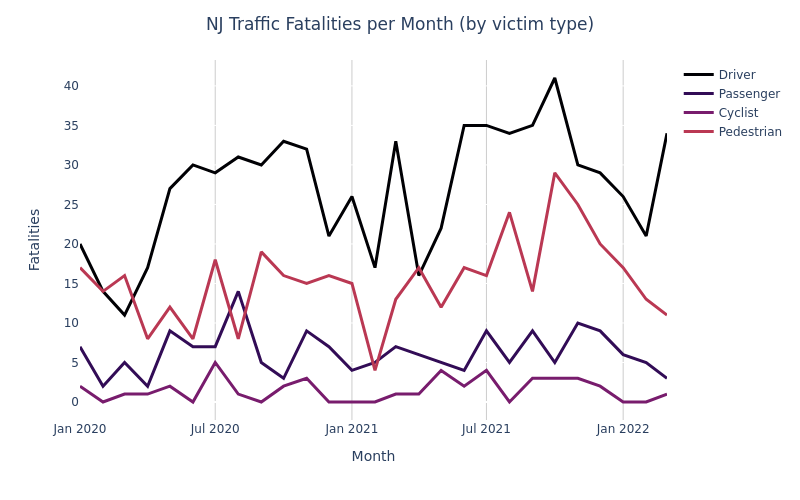 NJ Traffic Fatalities per Month (by victim type)
Driver
Passenger
Cyclist
Pedestrian
Fatalities
40
35
30
25
20
15
10
5
0
Jan 2020
Jul 2020
Jan 2021
Jul 2021
Jan 2022
Month